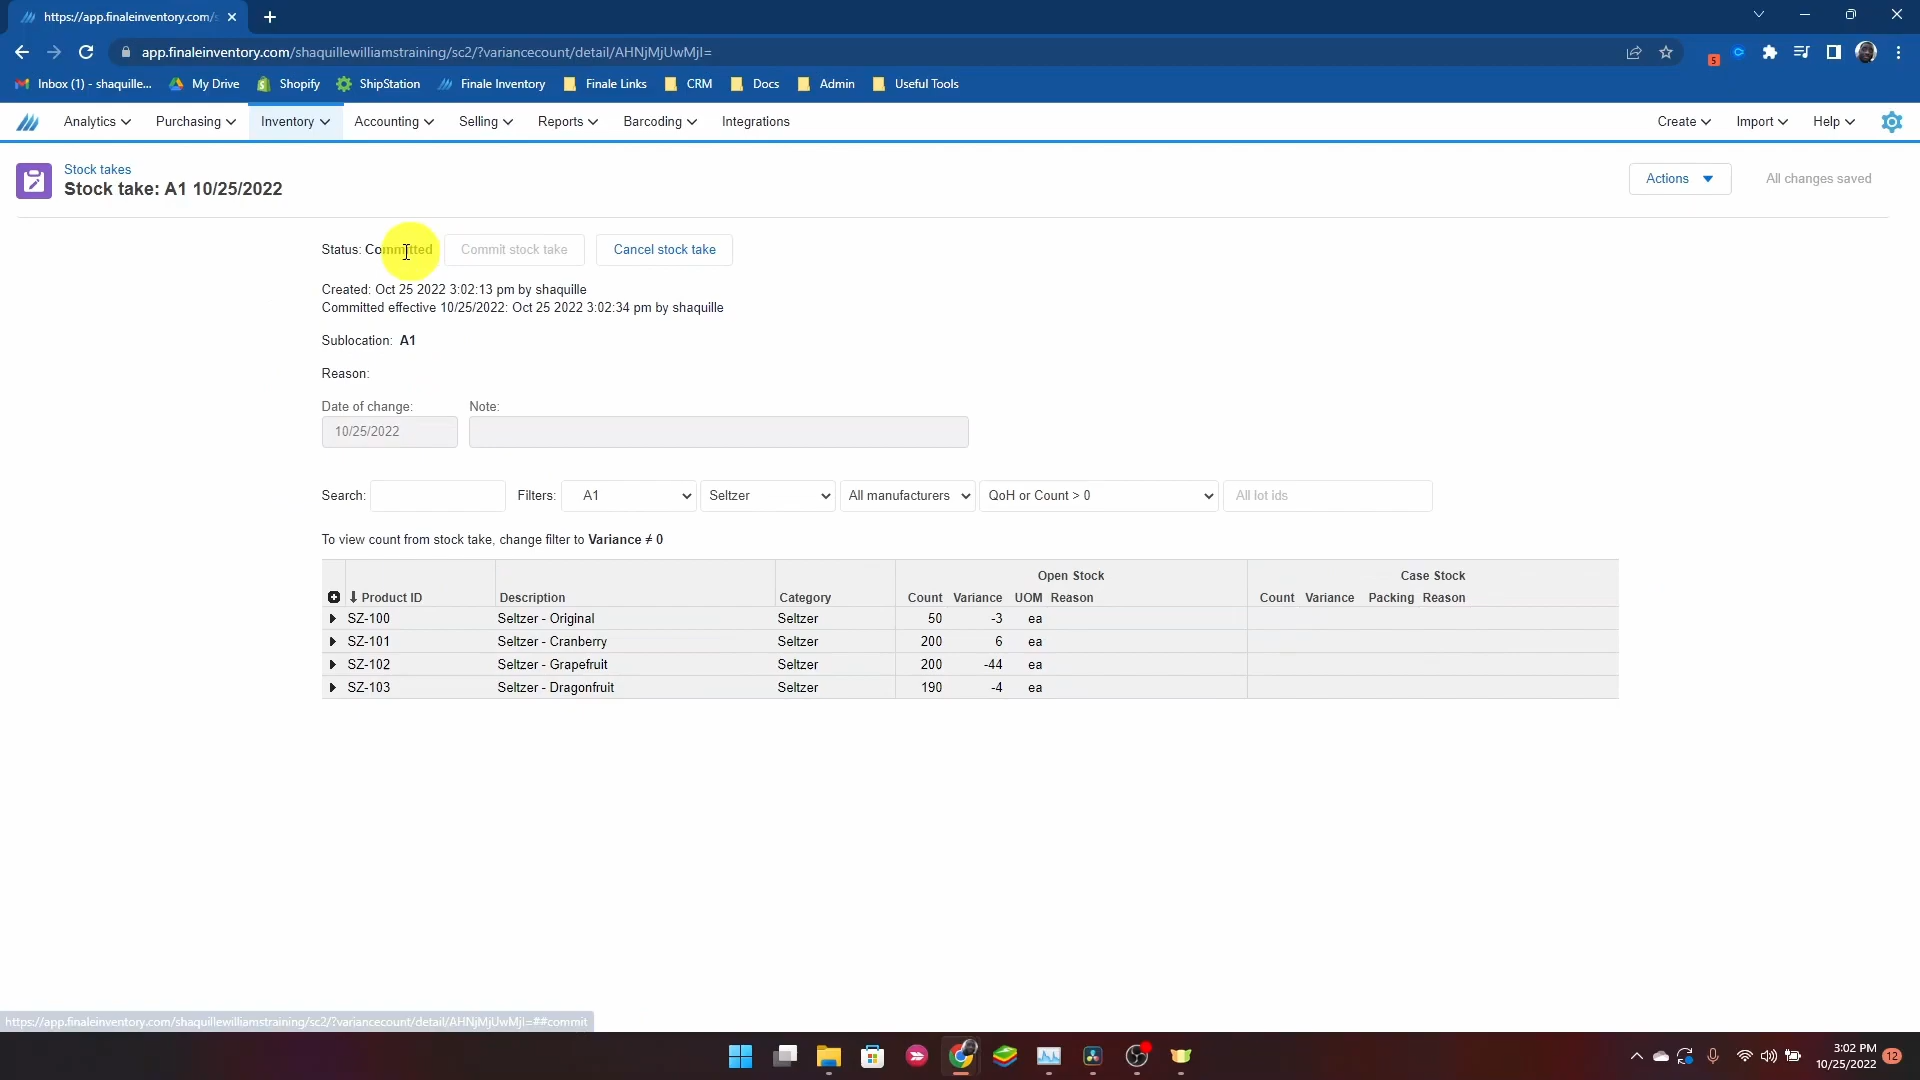 https://app.finaleinventory.com/s
app.finaleinventory.com/shaquillewilliamstraining/sc2/?variancecount/detail/AHNjMjUwMjI=
5
Inbox (1) - shaquille... My Drive Shopify ShipStation Finale Inventory Finale Links CRM Docs Admin Useful Tools
Analytics Purchasing Inventory Accounting Selling Reports Barcoding Integrations Create Import Help
Stock takes
Stock take: A1 10/25/2022
Actions All changes saved
Status: Committed Commit stock take Cancel stock take
Created: Oct 25 2022 3:02:13 pm by shaquille
Committed effective 10/25/2022: Oct 25 2022 3:02:34 pm by shaquille
Sublocation: A1
Reason:
Date of change: Note:
10/25/2022
Search: Filters: A1 Seltzer All manufacturers QoH or Count > 0 All lot ids
To view count from stock take, change filter to Variance ≠ 0
Open Stock Case Stock
Product ID Description Category Count Variance UOM Reason Count Variance Packing Reason
SZ-100 Seltzer - Original Seltzer 50 -3 ea
SZ-101 Seltzer - Cranberry Seltzer 200 6 ea
SZ-102 Seltzer - Grapefruit Seltzer 200 -44 ea
SZ-103 Seltzer - Dragonfruit Seltzer 190 -4 ea
https://app.finaleinventory.com/shaquillewilliamstraining/sc2/?variancecount/detail/AHNjMjUwMjI=##commit
3:02 PM
10/25/2022 12